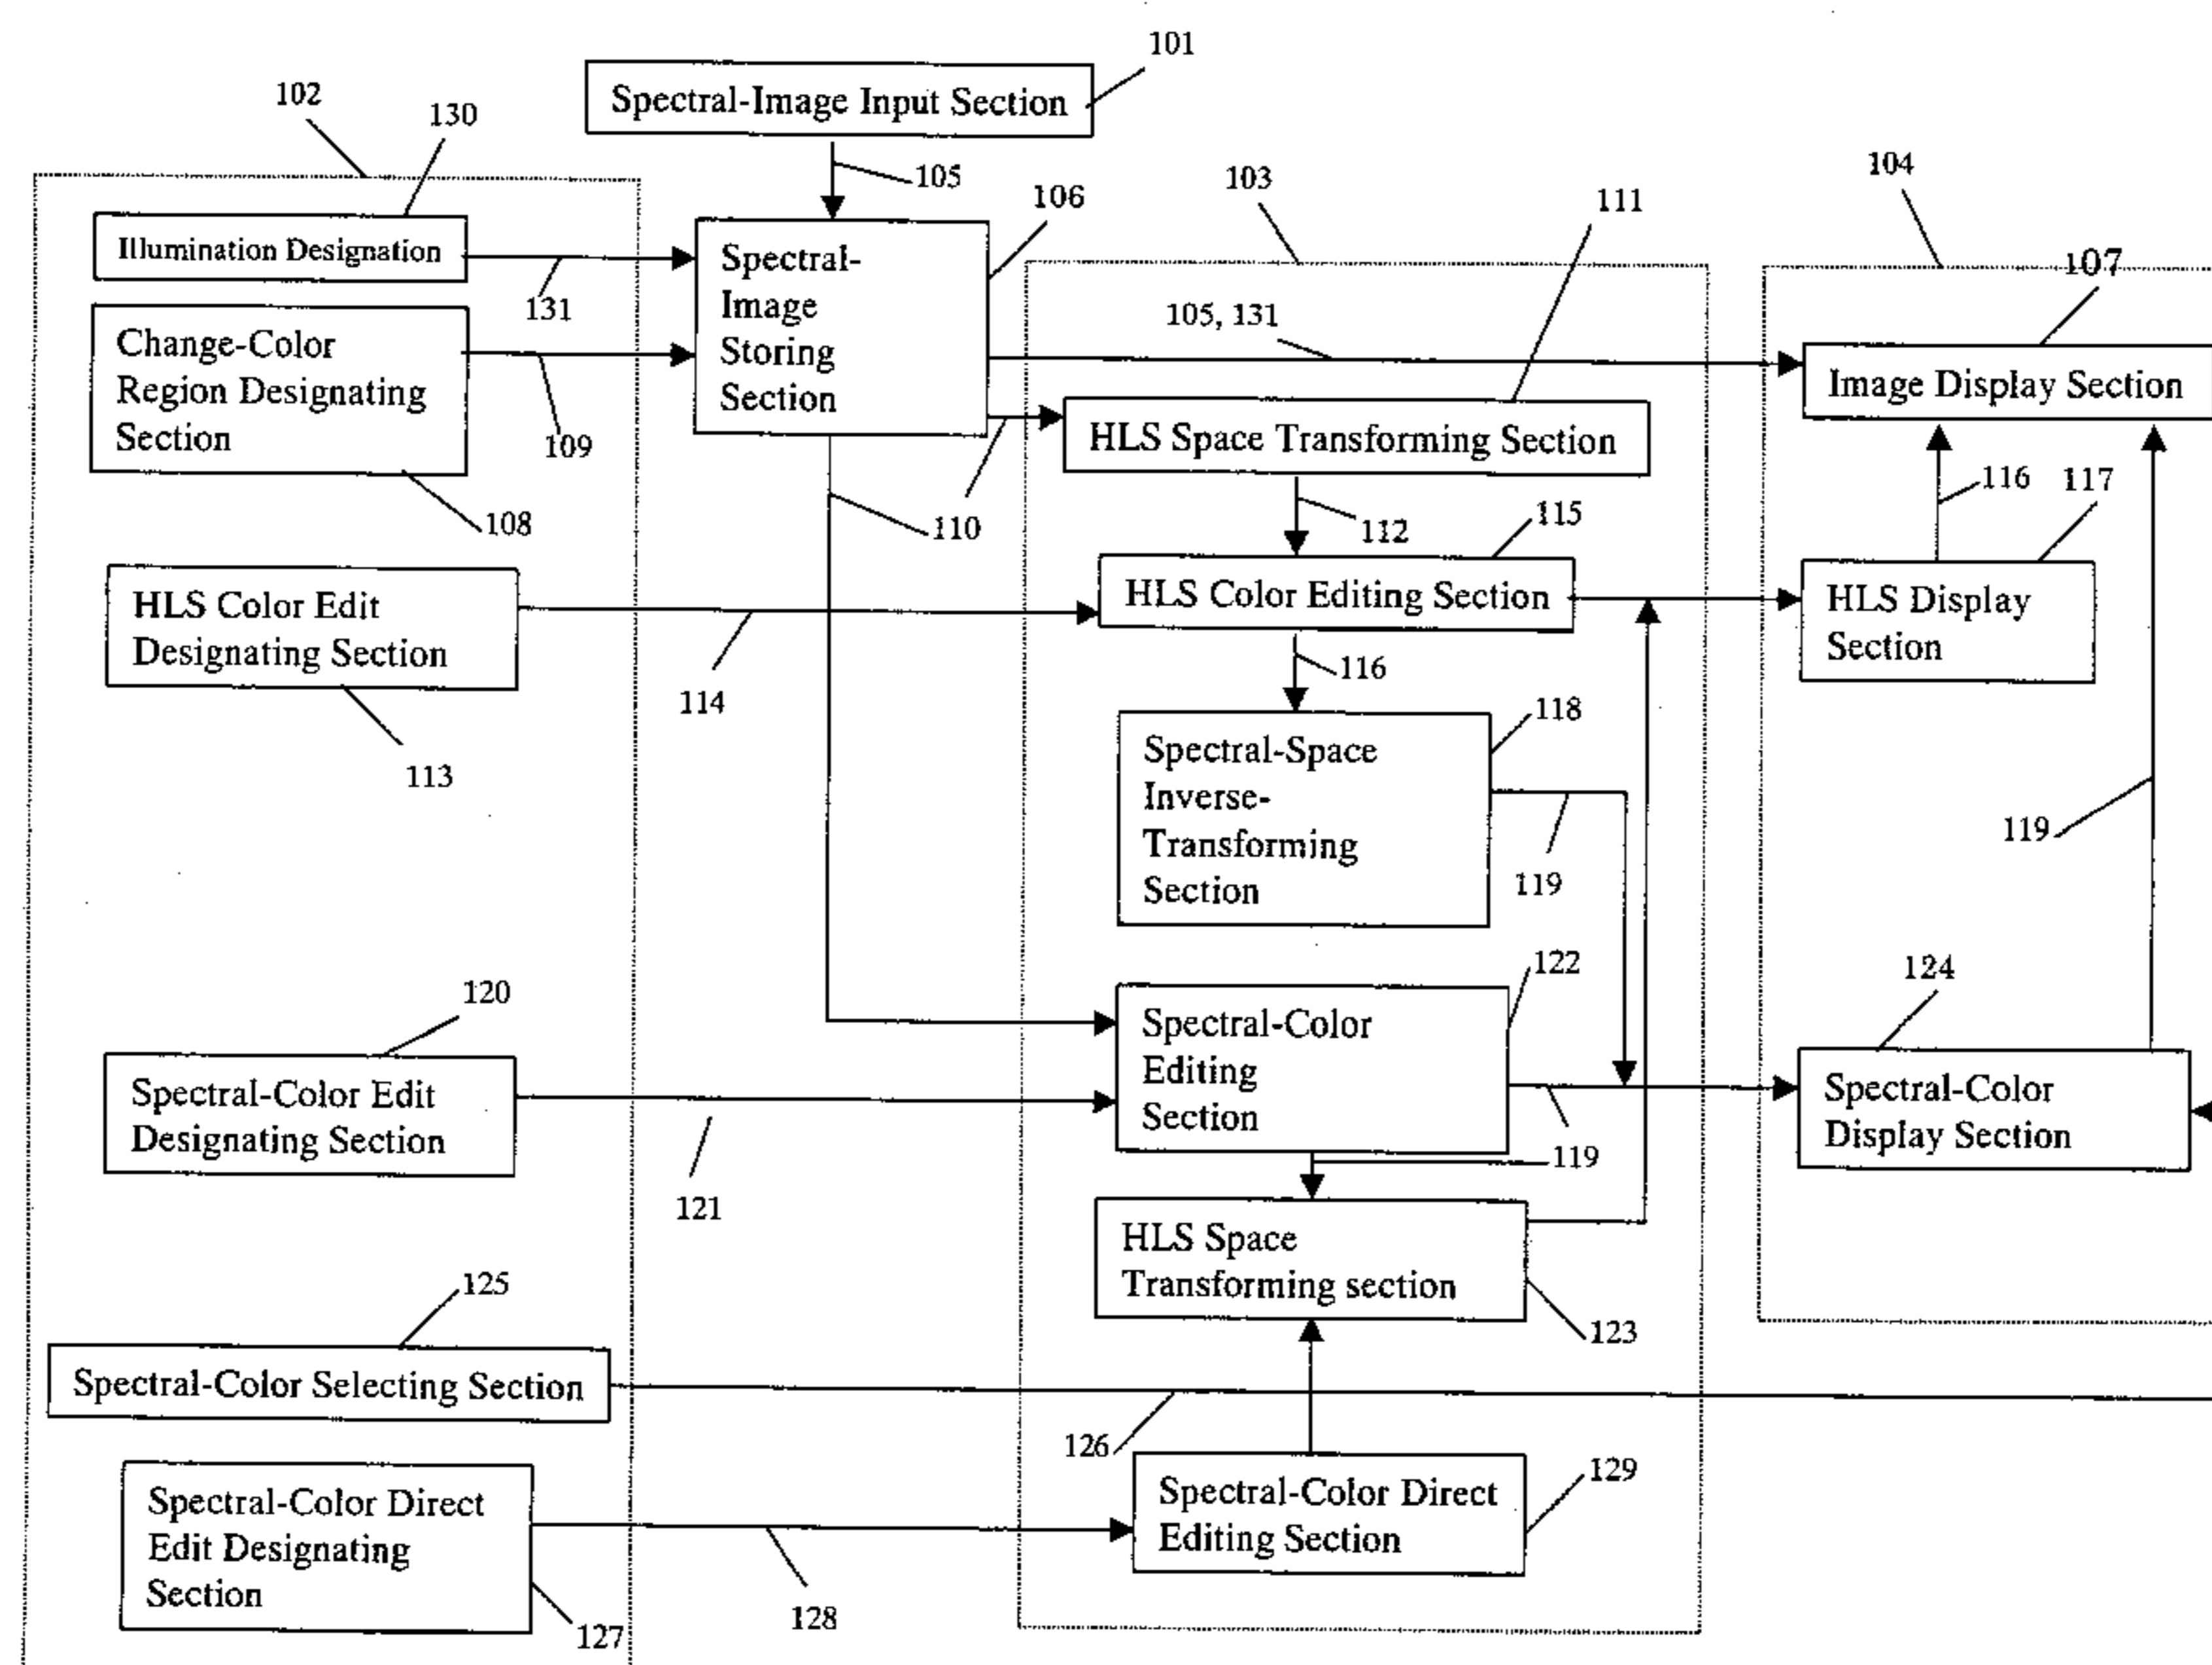 101
Spectral-Image Input Section
102
130
105
103
104
106
111
107
Illumination Designation
131
Spectral-
Image
Storing
Section
105, 131
Change-Color
Region Designating
Section
109
108
Image Display Section
HLS Space Transforming Section
110
112
115
116
117
HLS Color Edit
Designating Section
113
114
HLS Color Editing Section
HLS Display
Section
116
118
Spectral-Space
Inverse-
Transforming
Section
119
119
120
122
124
Spectral-Color Edit
Designating Section
121
Spectral-Color
Editing
Section
119
119
Spectral-Color
Display Section
HLS Space
Transforming section
123
125
Spectral-Color Selecting Section
126
Spectral-Color Direct
Edit Designating
Section
127
128
Spectral-Color Direct
Editing Section
129